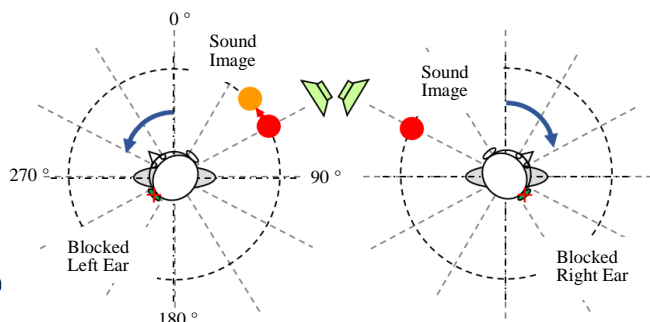 0 °
Sound
Image
Sound
Image
270 °
90 °
Blocked
Left Ear
Blocked
Right Ear
180 °